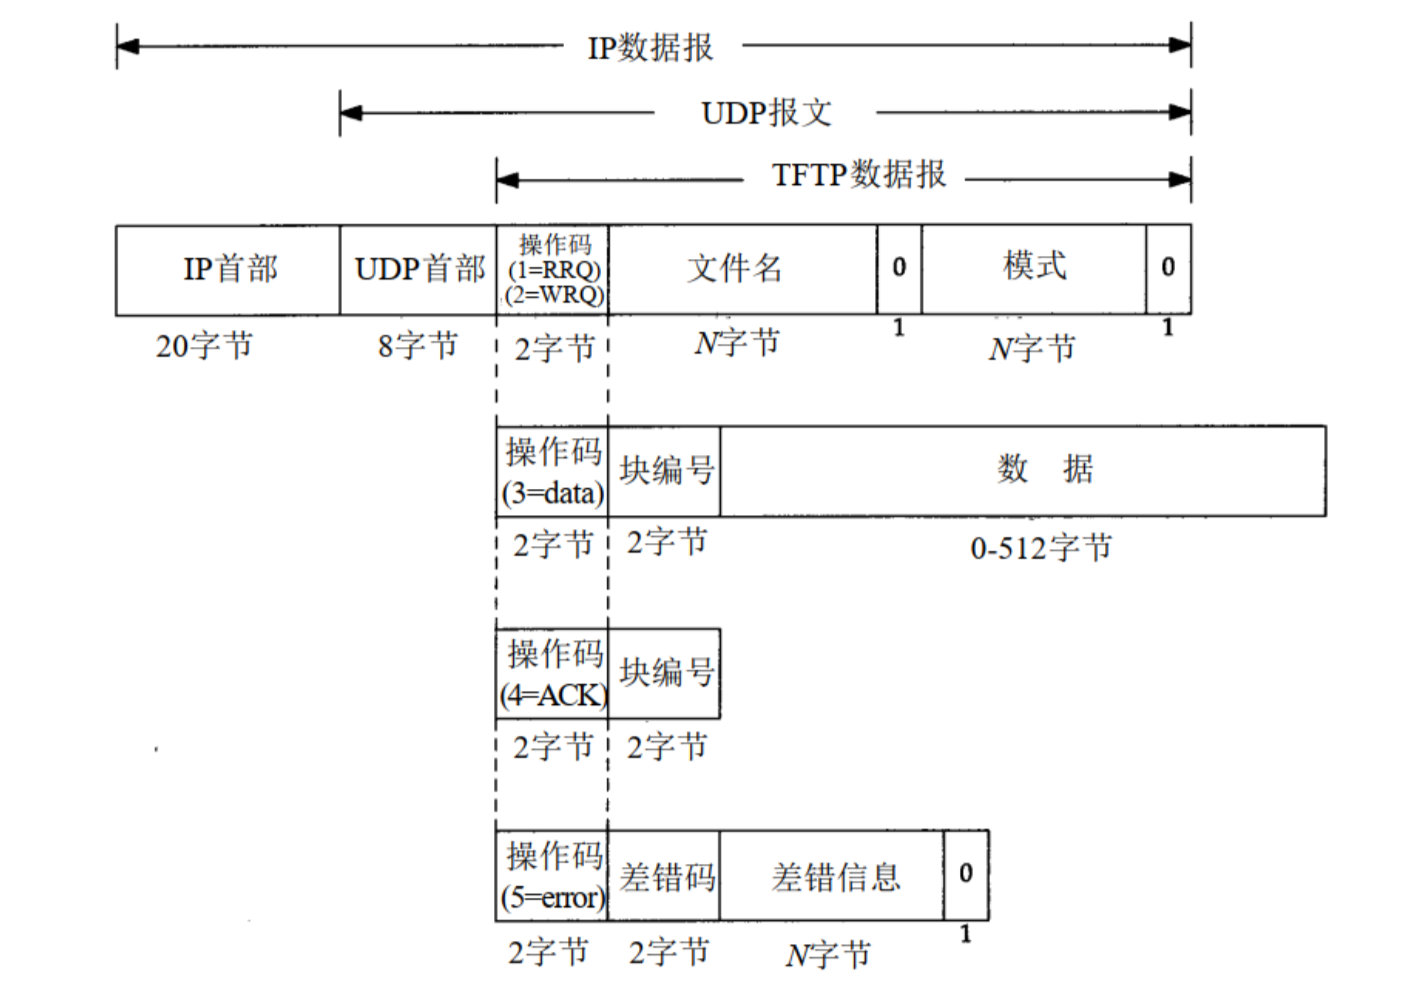 IP数据报
UDP报文
TFTP数据报
IP首部 UDP首部 操作码 (1=RRQ) (2=WRQ) 文件名 0 模式 0
20字节 8字节 2字节 N字节 1 N字节 1
操作码 (3=data) 块编号 数 据
2字节 2字节 0-512字节
操作码 (4=ACK) 块编号
2字节 2字节
操作码 (5=error) 差错码 差错信息 0
2字节 2字节 N字节 1